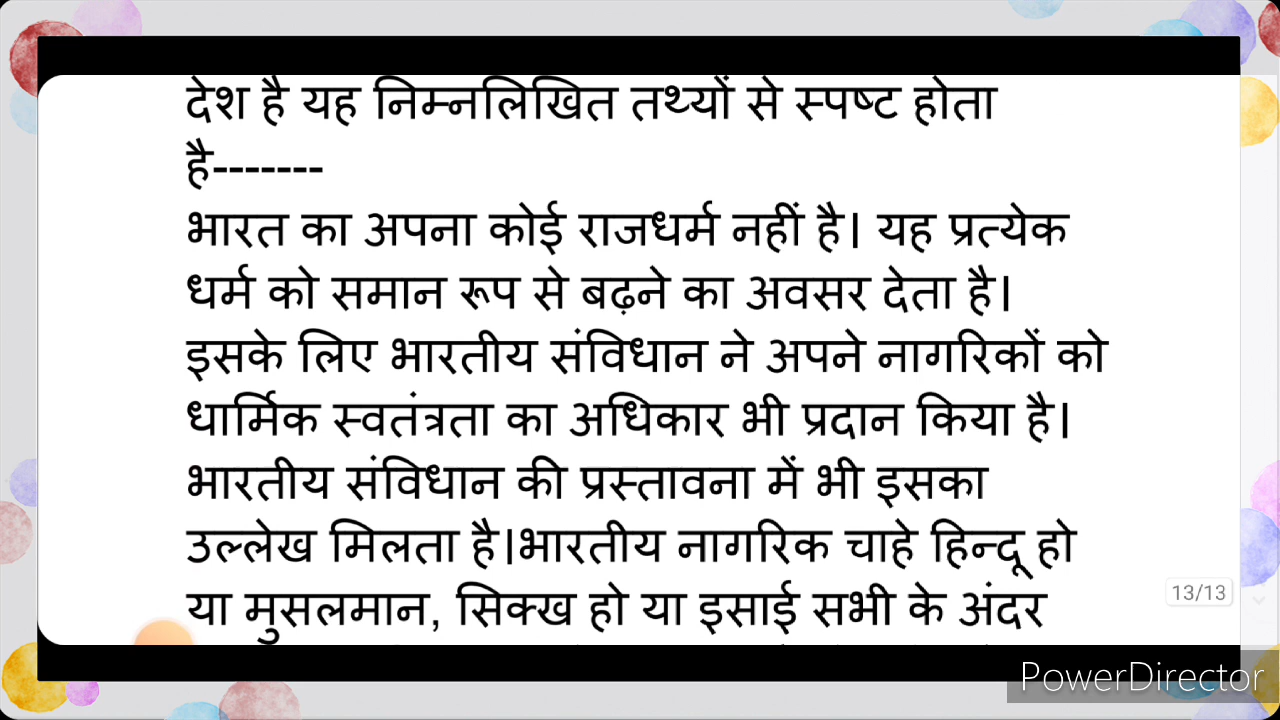 देश है यह निम्नलिखित तथ्यों से स्पष्ट होता
है-------
भारत का अपना कोई राजधर्म नहीं है। यह प्रत्येक
धर्म को समान रूप से बढ़ने का अवसर देता है।
इसके लिए भारतीय संविधान ने अपने नागरिकों को
धार्मिक स्वतंत्रता का अधिकार भी प्रदान किया है।
भारतीय संविधान की प्रस्तावना में भी इसका
उल्लेख मिलता है।भारतीय नागरिक चाहे हिन्दू हो
या मुसलमान, सिक्ख हो या इसाई सभी के अंदर
13/13
PowerDirector